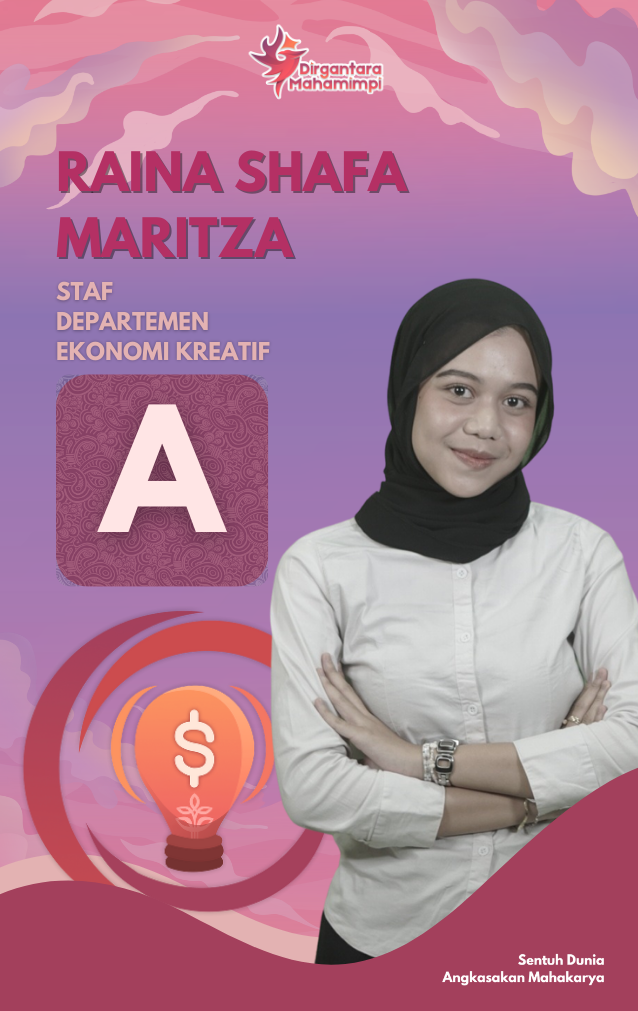 Dirgantara
Mahamimpi
RAINA SHAFA
MARITZA
STAF
DEPARTEMEN
EKONOMI KREATIF
A
$
Sentuh Dunia
Angkasakan Mahakarya